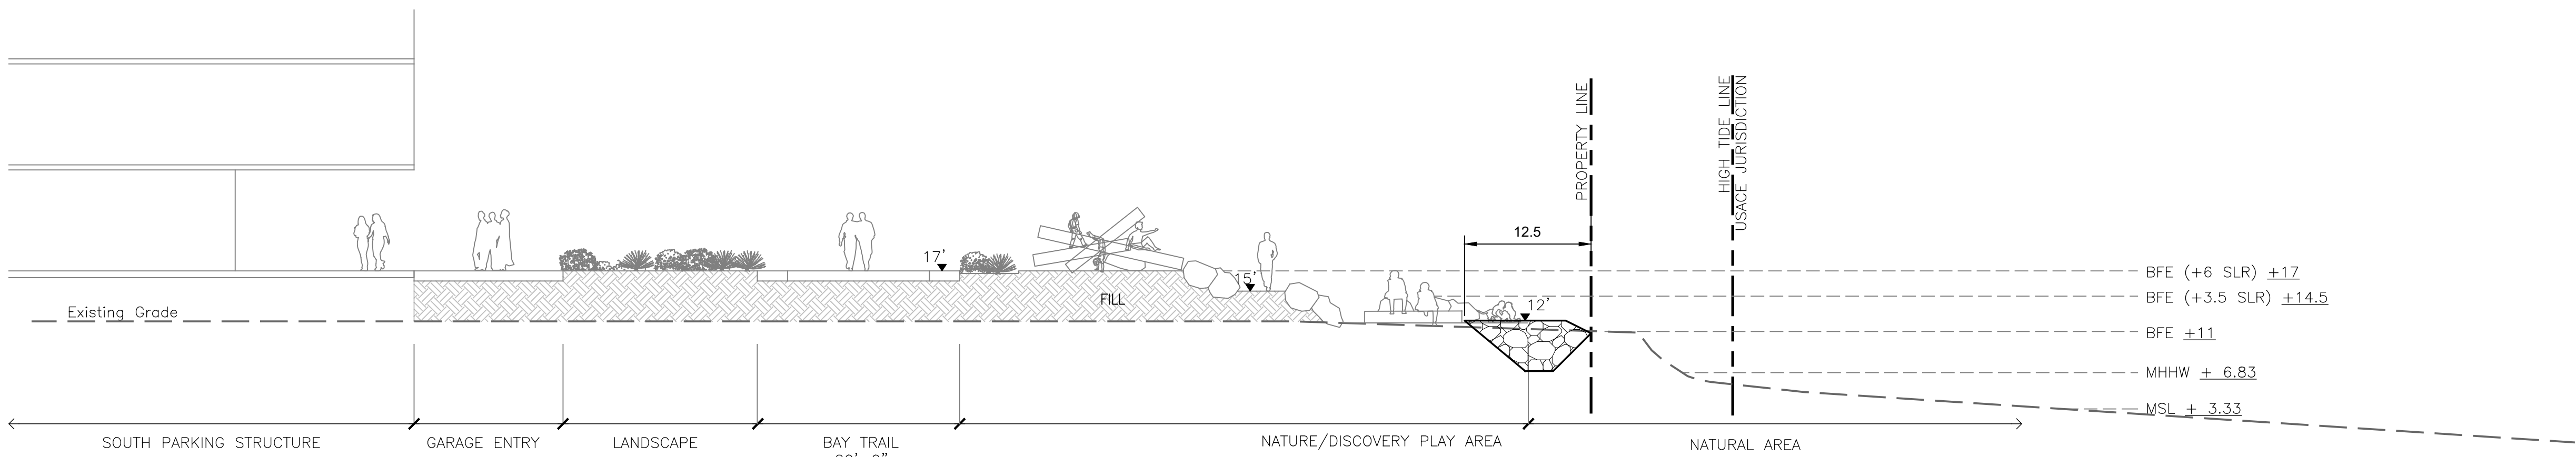 PROPERTY LINE
HIGH TIDE LINE
USACE JURISDICTION
12.5
17'
15'
12'
FILL
Existing Grade
BFE (+6 SLR) +17
BFE (+3.5 SLR) +14.5
BFE +11
MHHW + 6.83
MSL + 3.33
SOUTH PARKING STRUCTURE
GARAGE ENTRY
LANDSCAPE
BAY TRAIL
NATURE/DISCOVERY PLAY AREA
NATURAL AREA